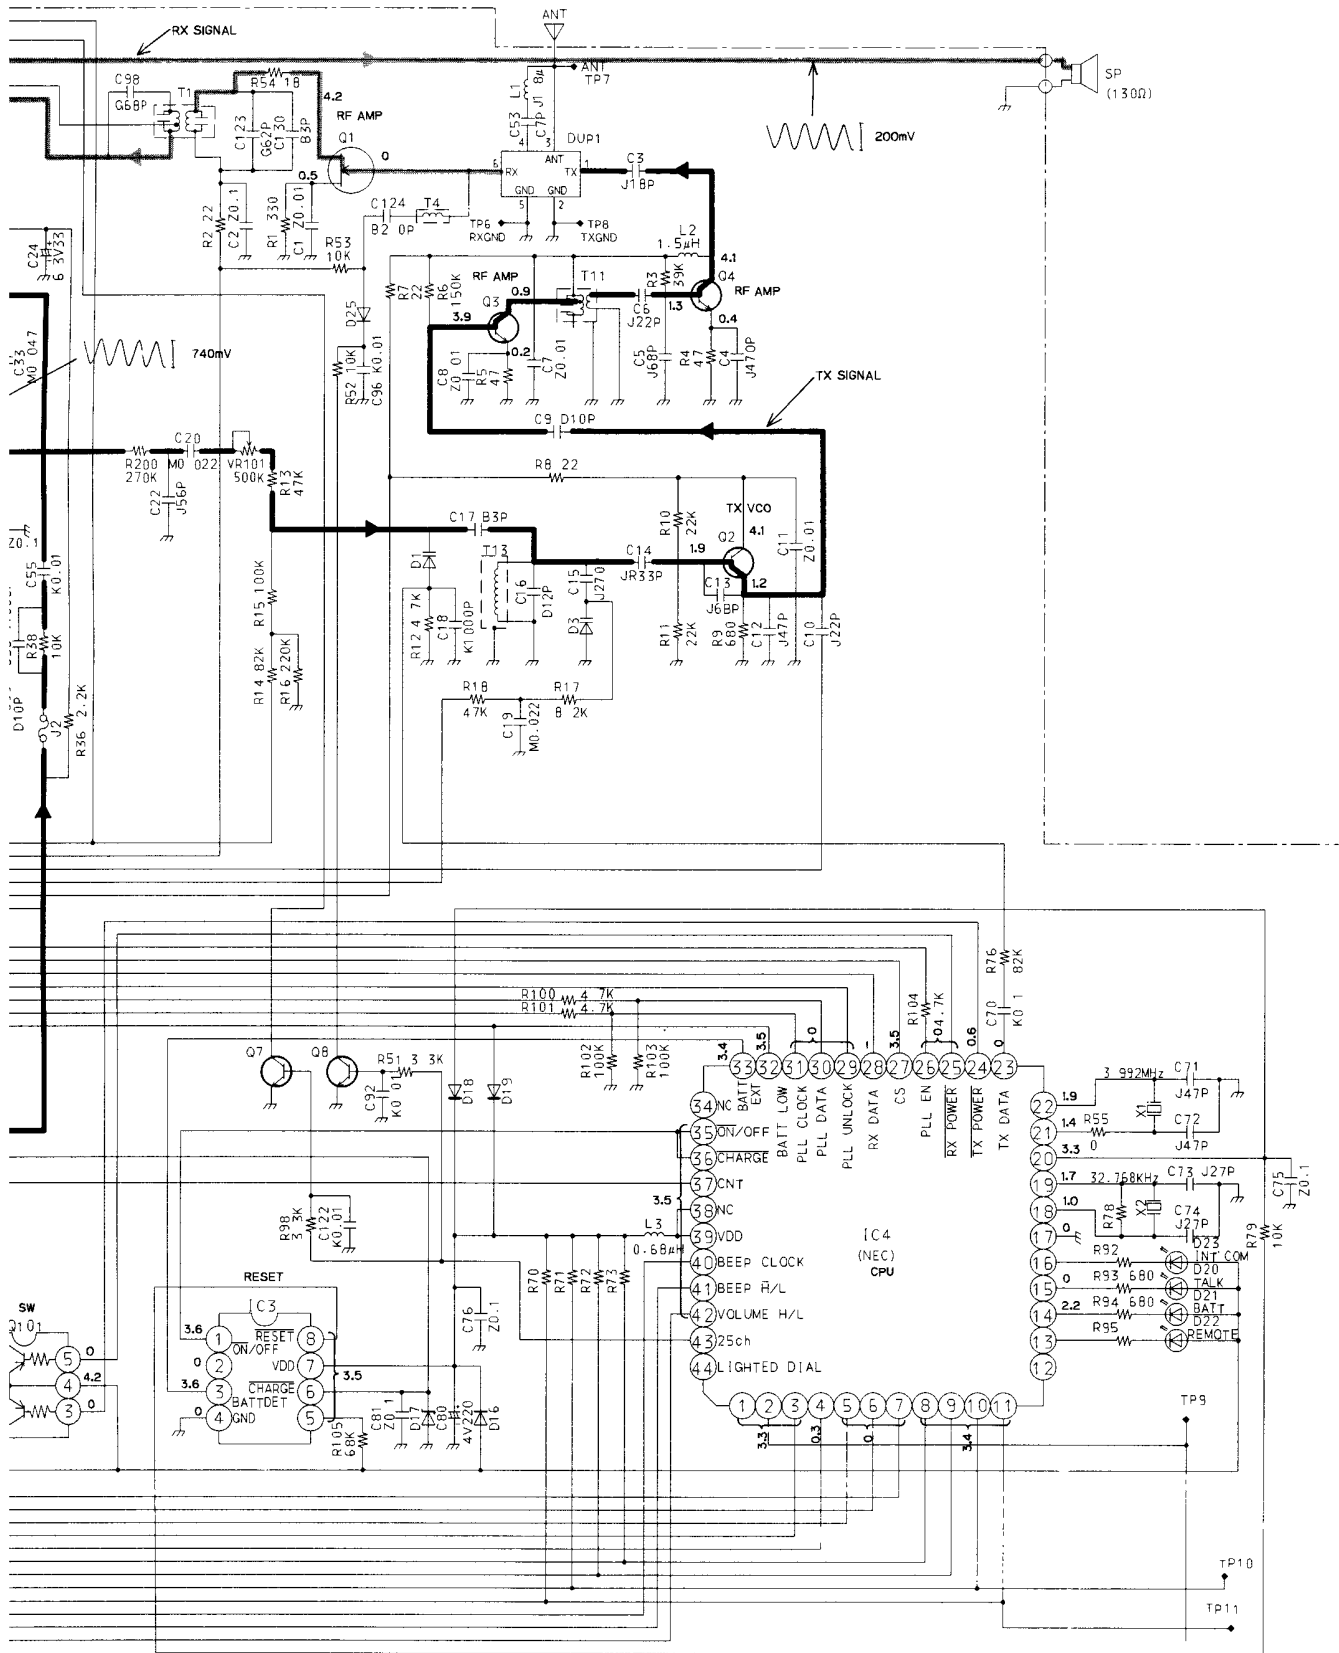 ANT
RX SIGNAL
ANT
TP7
SP
(130Ω)
C98
G68P
T1
R54 18
4.2
RF AMP
Q1
0
0.5
C123
G62P
C130
B3P
L1
8μ
J1
C53
C7P
DUP1
4
3
6
RX
ANT
TX
1
GND
GND
5
2
C3
J18P
200mV
C124
B2 0P
T4
TP6
RXGND
TP8
TXGND
R2 22
C2 Z0.1
R1 330
C1 Z0.01
R53
10K
L2
1.5μH
4.1
C24
6.3V33
R7
22
R6
150K
RF AMP
Q3
0.9
3.9
0.2
T11
R3
39K
C6
J22P
1.3
Q4
RF AMP
0.4
D25
R52 10K
C96 K0.01
C8
Z0 01
R5
47
C7
Z0.01
C5
J68P
R4
47
C4
J470P
C33
M0 047
740mV
TX SIGNAL
C9 D10P
R200
270K
C20
M0 022
VR101
500K
R13
47K
C22
J56P
R8 22
R10
22K
TX VCO
4.1
Q2
1.9
1.2
C11
Z0.01
C17 B3P
Z0.1
C55
K0.01
D1
T13
C16
D12P
C15
J270
C14
JR33P
C13
J68P
R15 100K
R12 4 7K
C18
K1000P
D3
R11
22K
R9
680
C12
J47P
C10
J22P
R38
10K
R14 82K
R16 220K
D10P
J2
R36 2.2K
R18
47K
R17
8 2K
C19
M0.022
R76
82K
C70
K0 1
R100 4 7K
R101 4.7K
R102
100K
R103
100K
R104
4.7K
Q7
Q8
R51 3 3K
C92
K0 01
D18
D19
3.4
3.5
0
1
3.5
0
0.6
0
33
32
31
30
29
28
27
26
25
24
23
BATT
EXT
BATT LOW
PLL CLOCK
PLL DATA
PLL UNLOCK
RX DATA
CS
PLL EN
RX POWER
TX POWER
TX DATA
34 NC
35 ON/OFF
36 CHARGE
37 CNT
38 NC
39 VDD
40 BEEP CLOCK
41 BEEP H/L
42 VOLUME H/L
43 25ch
44 LIGHTED DIAL
3.5
IC4
(NEC)
CPU
22 1.9
3.992MHz
C71
J47P
X1
21 1.4
R55
0
C72
J47P
20 3.3
19 1.7
32.768KHz
C73 J27P
18 1.0
R78
X2
C74
J27P
17 0
16
R92
D23
INT COM
15 0
R93 680
D20
TALK
14 2.2
R94 680
D21
BATT
13
R95
D22
REMOTE
12
C75
Z0.1
R79
10K
R98
3.3K
C122
K0.01
L3
0.68μH
R70
R71
R72
R73
C76
Z0.1
RESET
IC3
3.6
1
ON/OFF
0
2
3.6
3
BATTDET
4
GND
RESET
8
VDD
7
3.5
CHARGE
6
5
R105
68K
C81
Z0 1
D17
C80
4V220
D16
SW
Q101
5
0
4
4.2
3
0
1
2
3
4
5
6
7
8
9
10
11
3.3
0.3
0
3.4
TP9
TP10
TP11